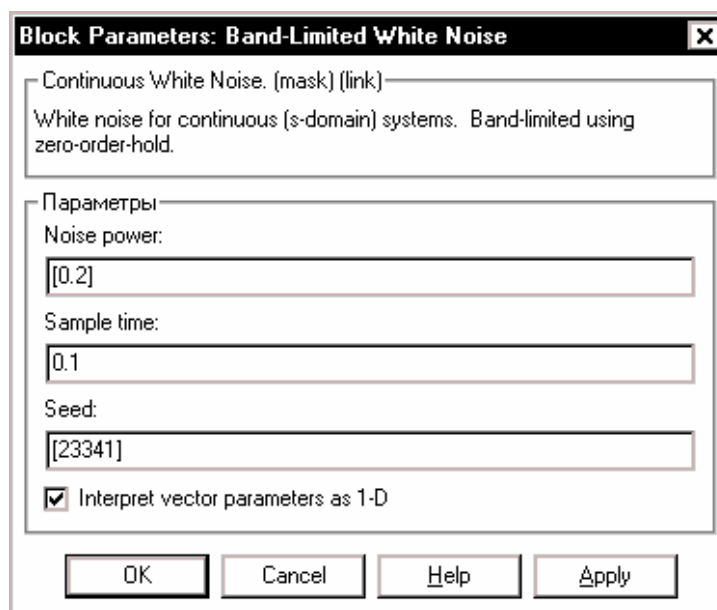 Block Parameters: Band-Limited White Noise
Continuous White Noise. (mask) (link)
White noise for continuous (s-domain) systems.  Band-limited using
zero-order-hold.
Параметры
Noise power:
[0.2]
Sample time:
0.1
Seed:
[23341]
Interpret vector parameters as 1-D
OK Cancel Help Apply